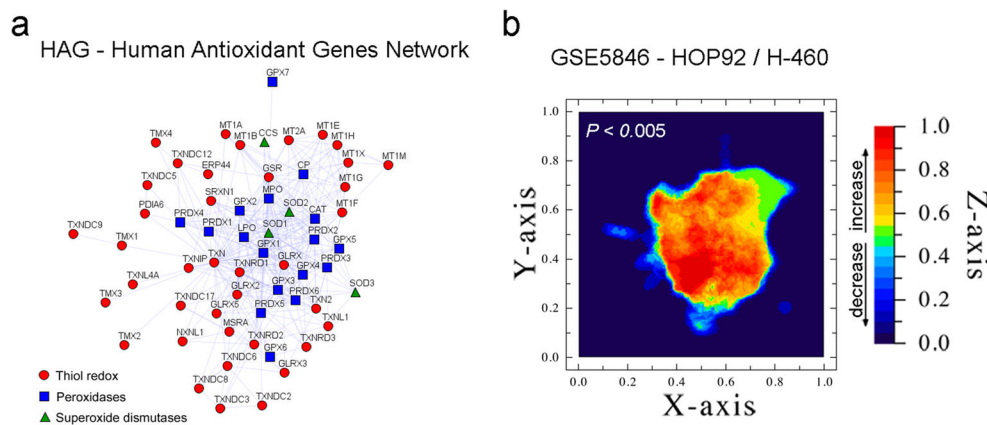 a
HAG - Human Antioxidant Genes Network
GPX7
MT1A
MT1E
TMX4
MT1B
CCS
MT2A
MT1H
TXNDC12
MT1X
MT1M
ERP44
GSR
CP
TXNDC5
MT1G
SRXN1
MPO
PDIA6
GPX2
SOD2
MT1F
PRDX4
CAT
TXNDC9
PRDX1
LPO
SOD1
PRDX2
TMX1
GPX1
GPX5
TXNIP
TXN
GLRX
PRDX3
TXNL4A
TXNRD1
GPX4
TMX3
GLRX2
GPX3
SOD3
TXNDC17
PRDX6
GLRX5
PRDX5
TXN2
TMX2
NXNL1
MSRA
TXNL1
TXNRD2
TXNRD3
GPX6
TXNDC6
GLRX3
TXNDC8
TXNDC3
TXNDC2
Thiol redox
Peroxidases
Superoxide dismutases
b
GSE5846 - HOP92 / H-460
P < 0.005
1.0
0.8
0.6
0.4
0.2
0.0
Y-axis
0.0 0.2 0.4 0.6 0.8 1.0
X-axis
decrease increase
1.0
0.8
0.6
0.4
0.2
0.0
Z-axis